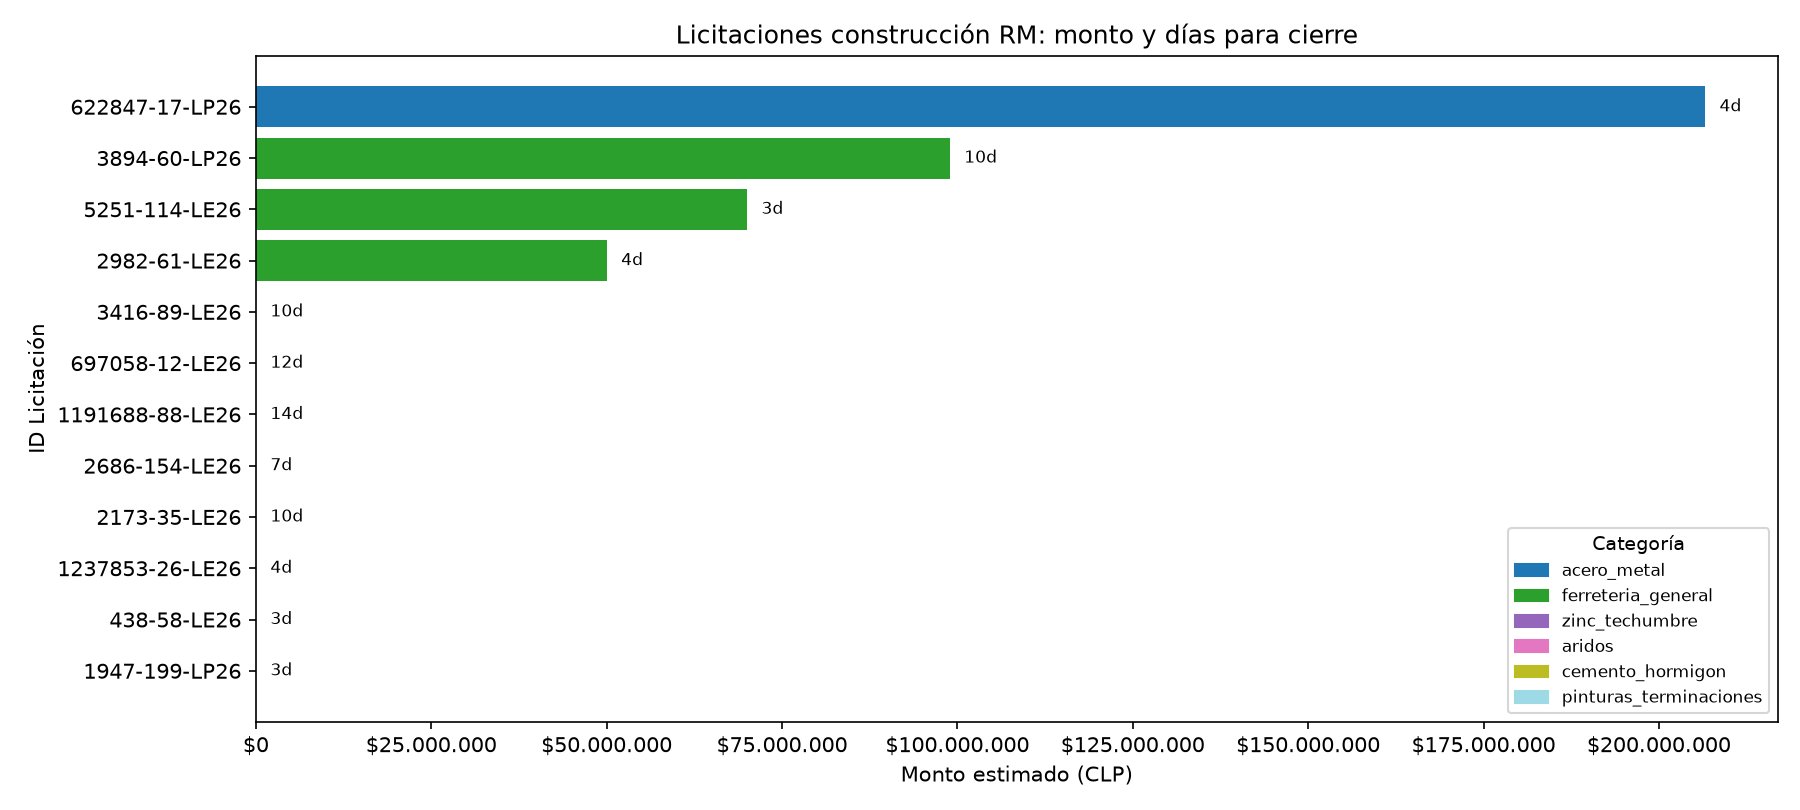 Licitaciones construcción RM: monto y días para cierre
ID Licitación
622847-17-LP26 4d
3894-60-LP26 10d
5251-114-LE26 3d
2982-61-LE26 4d
3416-89-LE26 10d
697058-12-LE26 12d
1191688-88-LE26 14d
2686-154-LE26 7d
2173-35-LE26 10d
1237853-26-LE26 4d
438-58-LE26 3d
1947-199-LP26 3d
Categoría
acero_metal
ferreteria_general
zinc_techumbre
aridos
cemento_hormigon
pinturas_terminaciones
$0 $25.000.000 $50.000.000 $75.000.000 $100.000.000 $125.000.000 $150.000.000 $175.000.000 $200.000.000
Monto estimado (CLP)